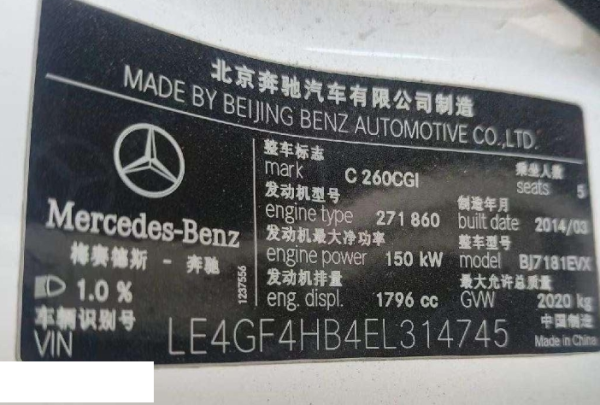 北京奔驰汽车有限公司制造
MADE BY BEIJING BENZ AUTOMOTIVE CO.,LTD.
Mercedes-Benz
梅赛德斯 - 奔驰
1.0 %
1237556
整车标志 乘坐人数
mark C 260CGI seats 5
发动机型号 制造年月
engine type 271 860 built date 2014/03
发动机最大净功率 整车型号
engine power 150 kW model BJ7181EVX
发动机排量 最大允许总质量
eng. displ. 1796 cc GVW 2020 kg
车辆识别号 中国制造
VIN LE4GF4HB4EL314745 Made in China